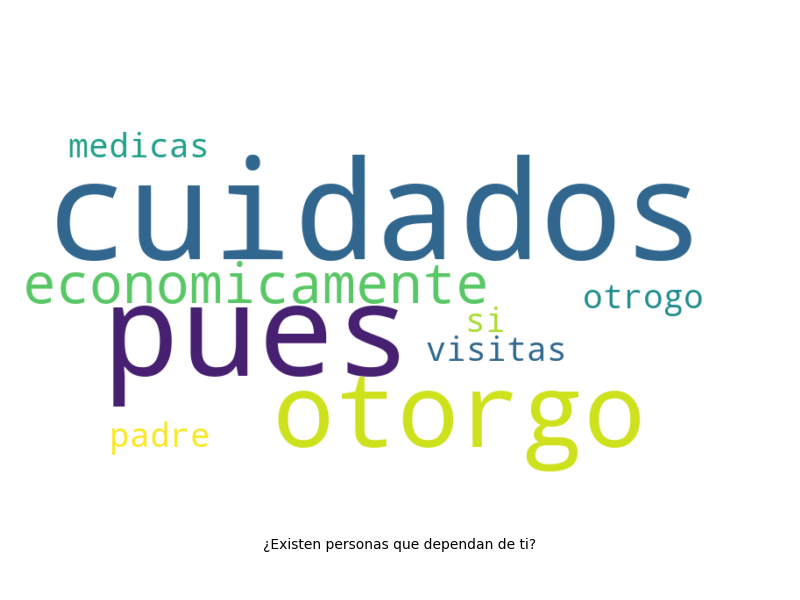 medicas
cuidados
economicamente
otrogo
pues
si
visitas
otorgo
padre
¿Existen personas que dependan de ti?